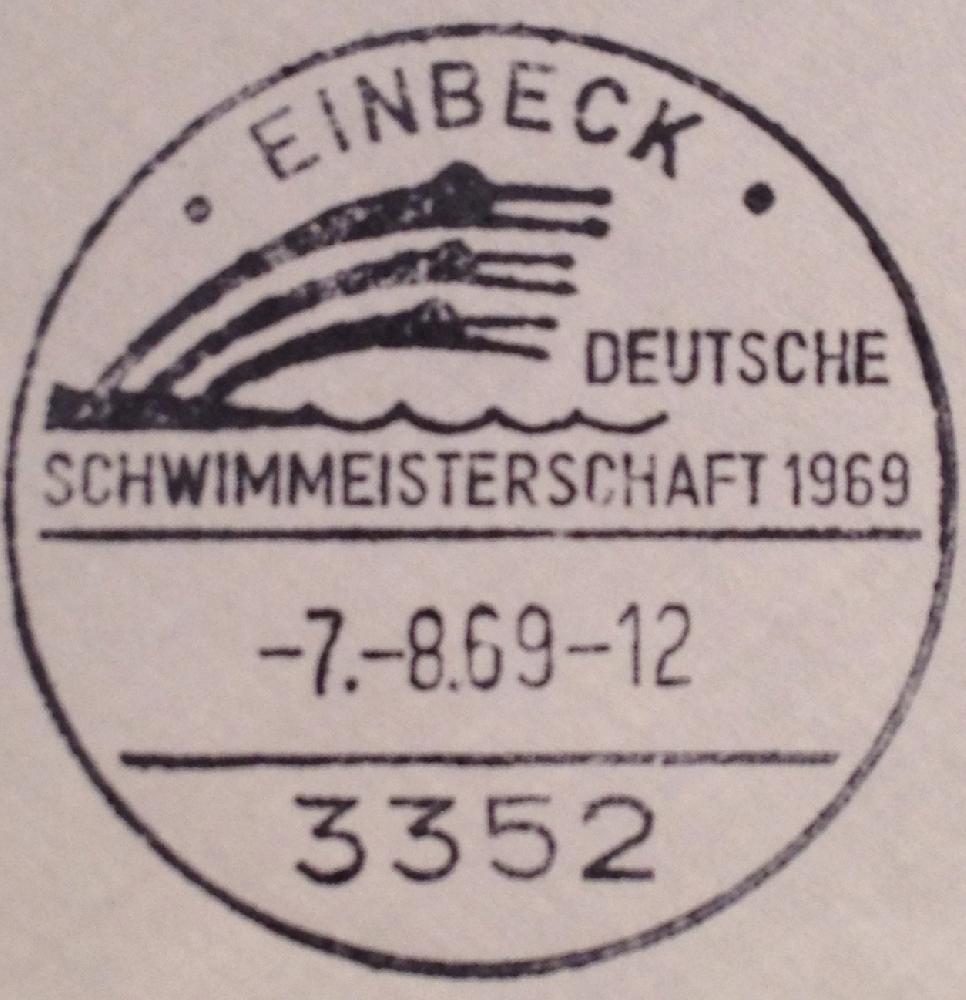 EINBECK
DEUTSCHE
SCHWIMMEISTERSCHAFT 1969
-7.-8.69-12
3352